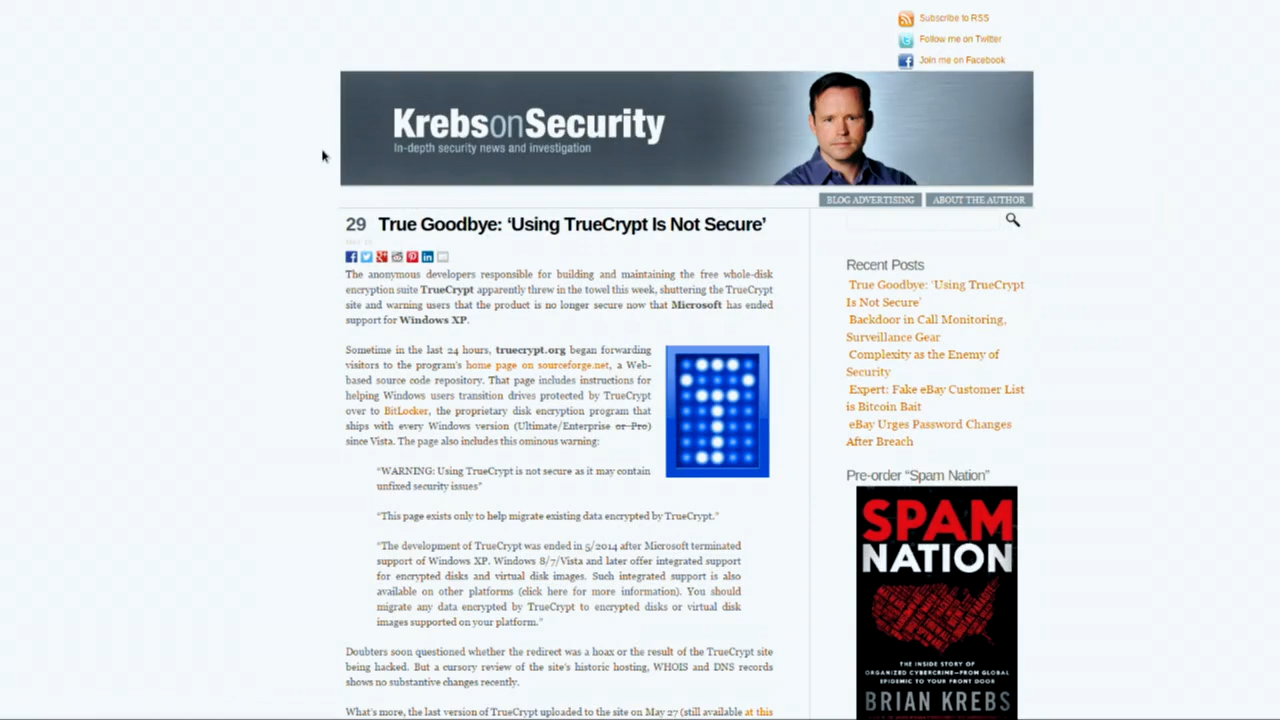 Subscribe to RSS
Follow me on Twitter
Join me on Facebook
KrebsonSecurity
In-depth security news and investigation
BLOG ADVERTISING
ABOUT THE AUTHOR
29 True Goodbye: ‘Using TrueCrypt Is Not Secure’
The anonymous developers responsible for building and maintaining the free whole-disk
encryption suite TrueCrypt apparently threw in the towel this week, shuttering the TrueCrypt
site and warning users that the product is no longer secure now that Microsoft has ended
support for Windows XP.
Sometime in the last 24 hours, truecrypt.org began forwarding
visitors to the program's home page on sourceforge.net, a Web-
based source code repository. That page includes instructions for
helping Windows users transition drives protected by TrueCrypt
over to BitLocker, the proprietary disk encryption program that
ships with every Windows version (Ultimate/Enterprise or Pro)
since Vista. The page also includes this ominous warning:
“WARNING: Using TrueCrypt is not secure as it may contain
unfixed security issues”
“This page exists only to help migrate existing data encrypted by TrueCrypt.”
“The development of TrueCrypt was ended in 5/2014 after Microsoft terminated
support of Windows XP. Windows 8/7/Vista and later offer integrated support
for encrypted disks and virtual disk images. Such integrated support is also
available on other platforms (click here for more information). You should
migrate any data encrypted by TrueCrypt to encrypted disks or virtual disk
images supported on your platform.”
Doubters soon questioned whether the redirect was a hoax or the result of the TrueCrypt site
being hacked. But a cursory review of the site's historic hosting, WHOIS and DNS records
shows no substantive changes recently.
What's more, the last version of TrueCrypt uploaded to the site on May 27 (still available at this
Recent Posts
True Goodbye: ‘Using TrueCrypt
Is Not Secure’
Backdoor in Call Monitoring,
Surveillance Gear
Complexity as the Enemy of
Security
Expert: Fake eBay Customer List
is Bitcoin Bait
eBay Urges Password Changes
After Breach
Pre-order “Spam Nation”
SPAM
NATION
THE INSIDE STORY OF
ORGANIZED CYBERCRIME—FROM GLOBAL
EPIDEMIC TO YOUR FRONT DOOR
BRIAN KREBS